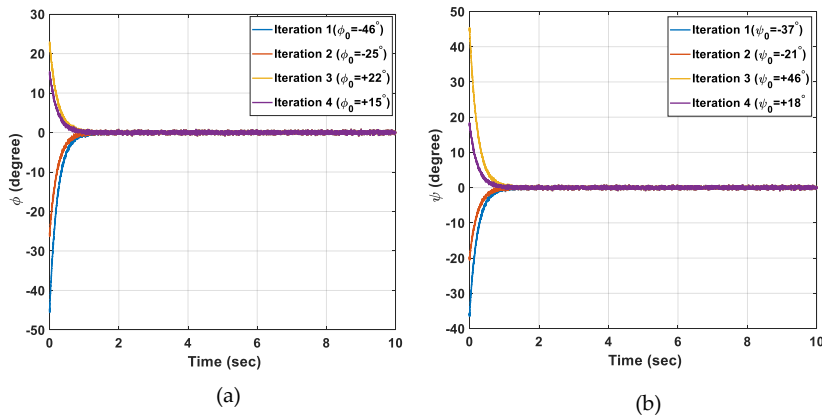 30
20
10
0
-10
-20
-30
-40
-50
ϕ (degree)
0 2 4 6 8 10
Time (sec)
Iteration 1(ϕ0=-46°)
Iteration 2 (ϕ0=-25°)
Iteration 3 (ϕ0=+22°)
Iteration 4 (ϕ0=+15°)
(a)
50
40
30
20
10
0
-10
-20
-30
-40
ψ (degree)
0 2 4 6 8 10
Time (sec)
Iteration 1(ψ0=-37°)
Iteration 2 (ψ0=-21°)
Iteration 3 (ψ0=+46°)
Iteration 4 (ψ0=+18°
(b)